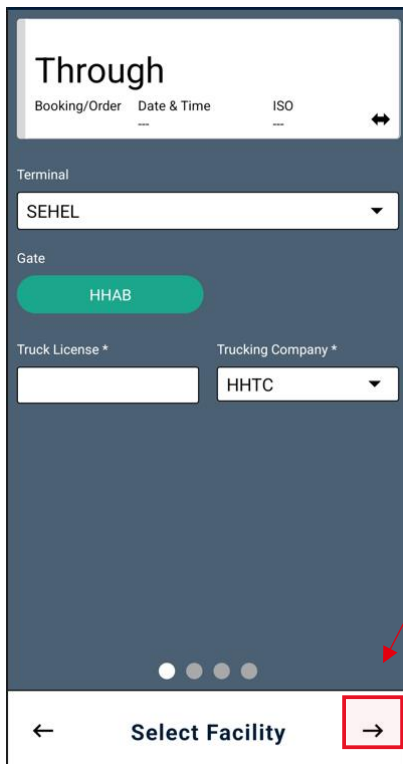 Through
Booking/Order Date & Time ISO
--- ---
Terminal
SEHEL
Gate
HHAB
Truck License * Trucking Company *
HHTC
Select Facility